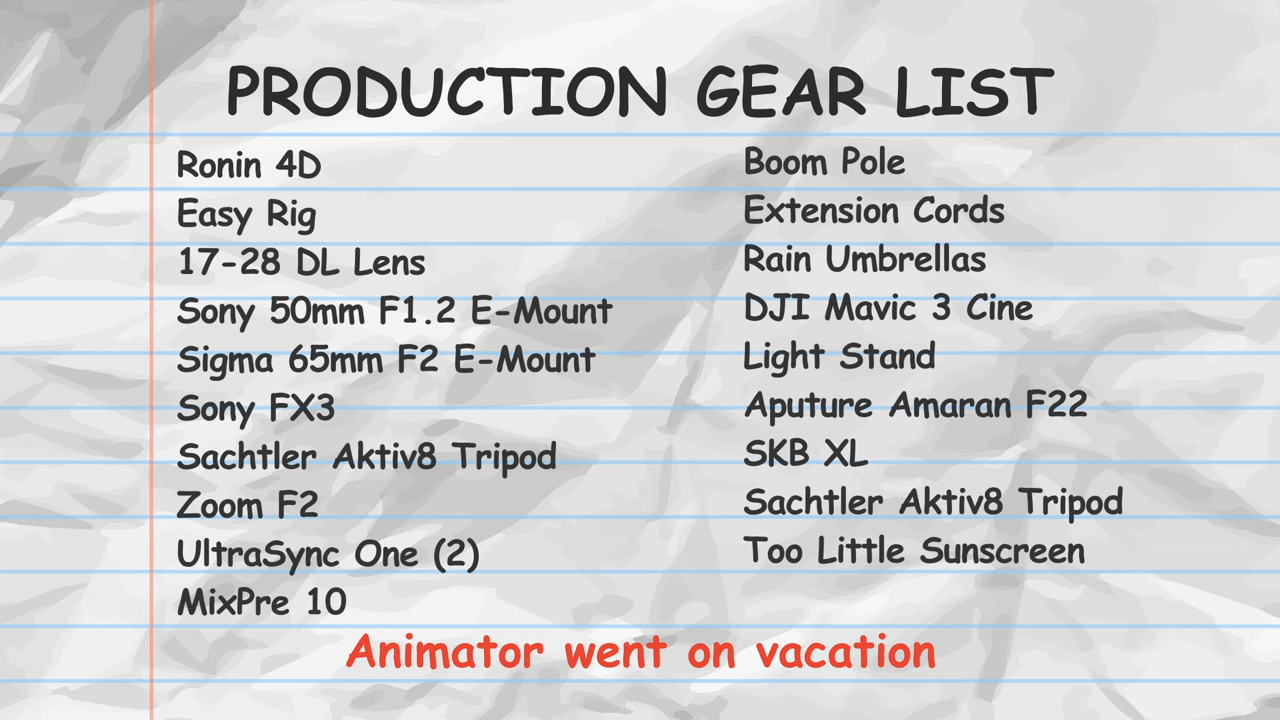 PRODUCTION GEAR LIST
Ronin 4D
Easy Rig
17-28 DL Lens
Sony 50mm F1.2 E-Mount
Sigma 65mm F2 E-Mount
Sony FX3
Sachtler Aktiv8 Tripod
Zoom F2
UltraSync One (2)
MixPre 10
Boom Pole
Extension Cords
Rain Umbrellas
DJI Mavic 3 Cine
Light Stand
Aputure Amaran F22
SKB XL
Sachtler Aktiv8 Tripod
Too Little Sunscreen
Animator went on vacation